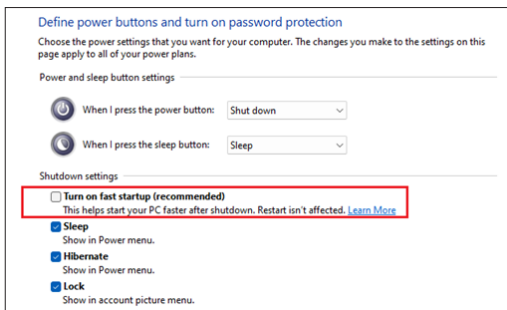 Define power buttons and turn on password protection
Choose the power settings that you want for your computer. The changes you make to the settings on this
page apply to all of your power plans.
Power and sleep button settings
When I press the power button: Shut down
When I press the sleep button: Sleep
Shutdown settings
Turn on fast startup (recommended)
This helps start your PC faster after shutdown. Restart isn't affected. Learn More
Sleep
Show in Power menu.
Hibernate
Show in Power menu.
Lock
Show in account picture menu.